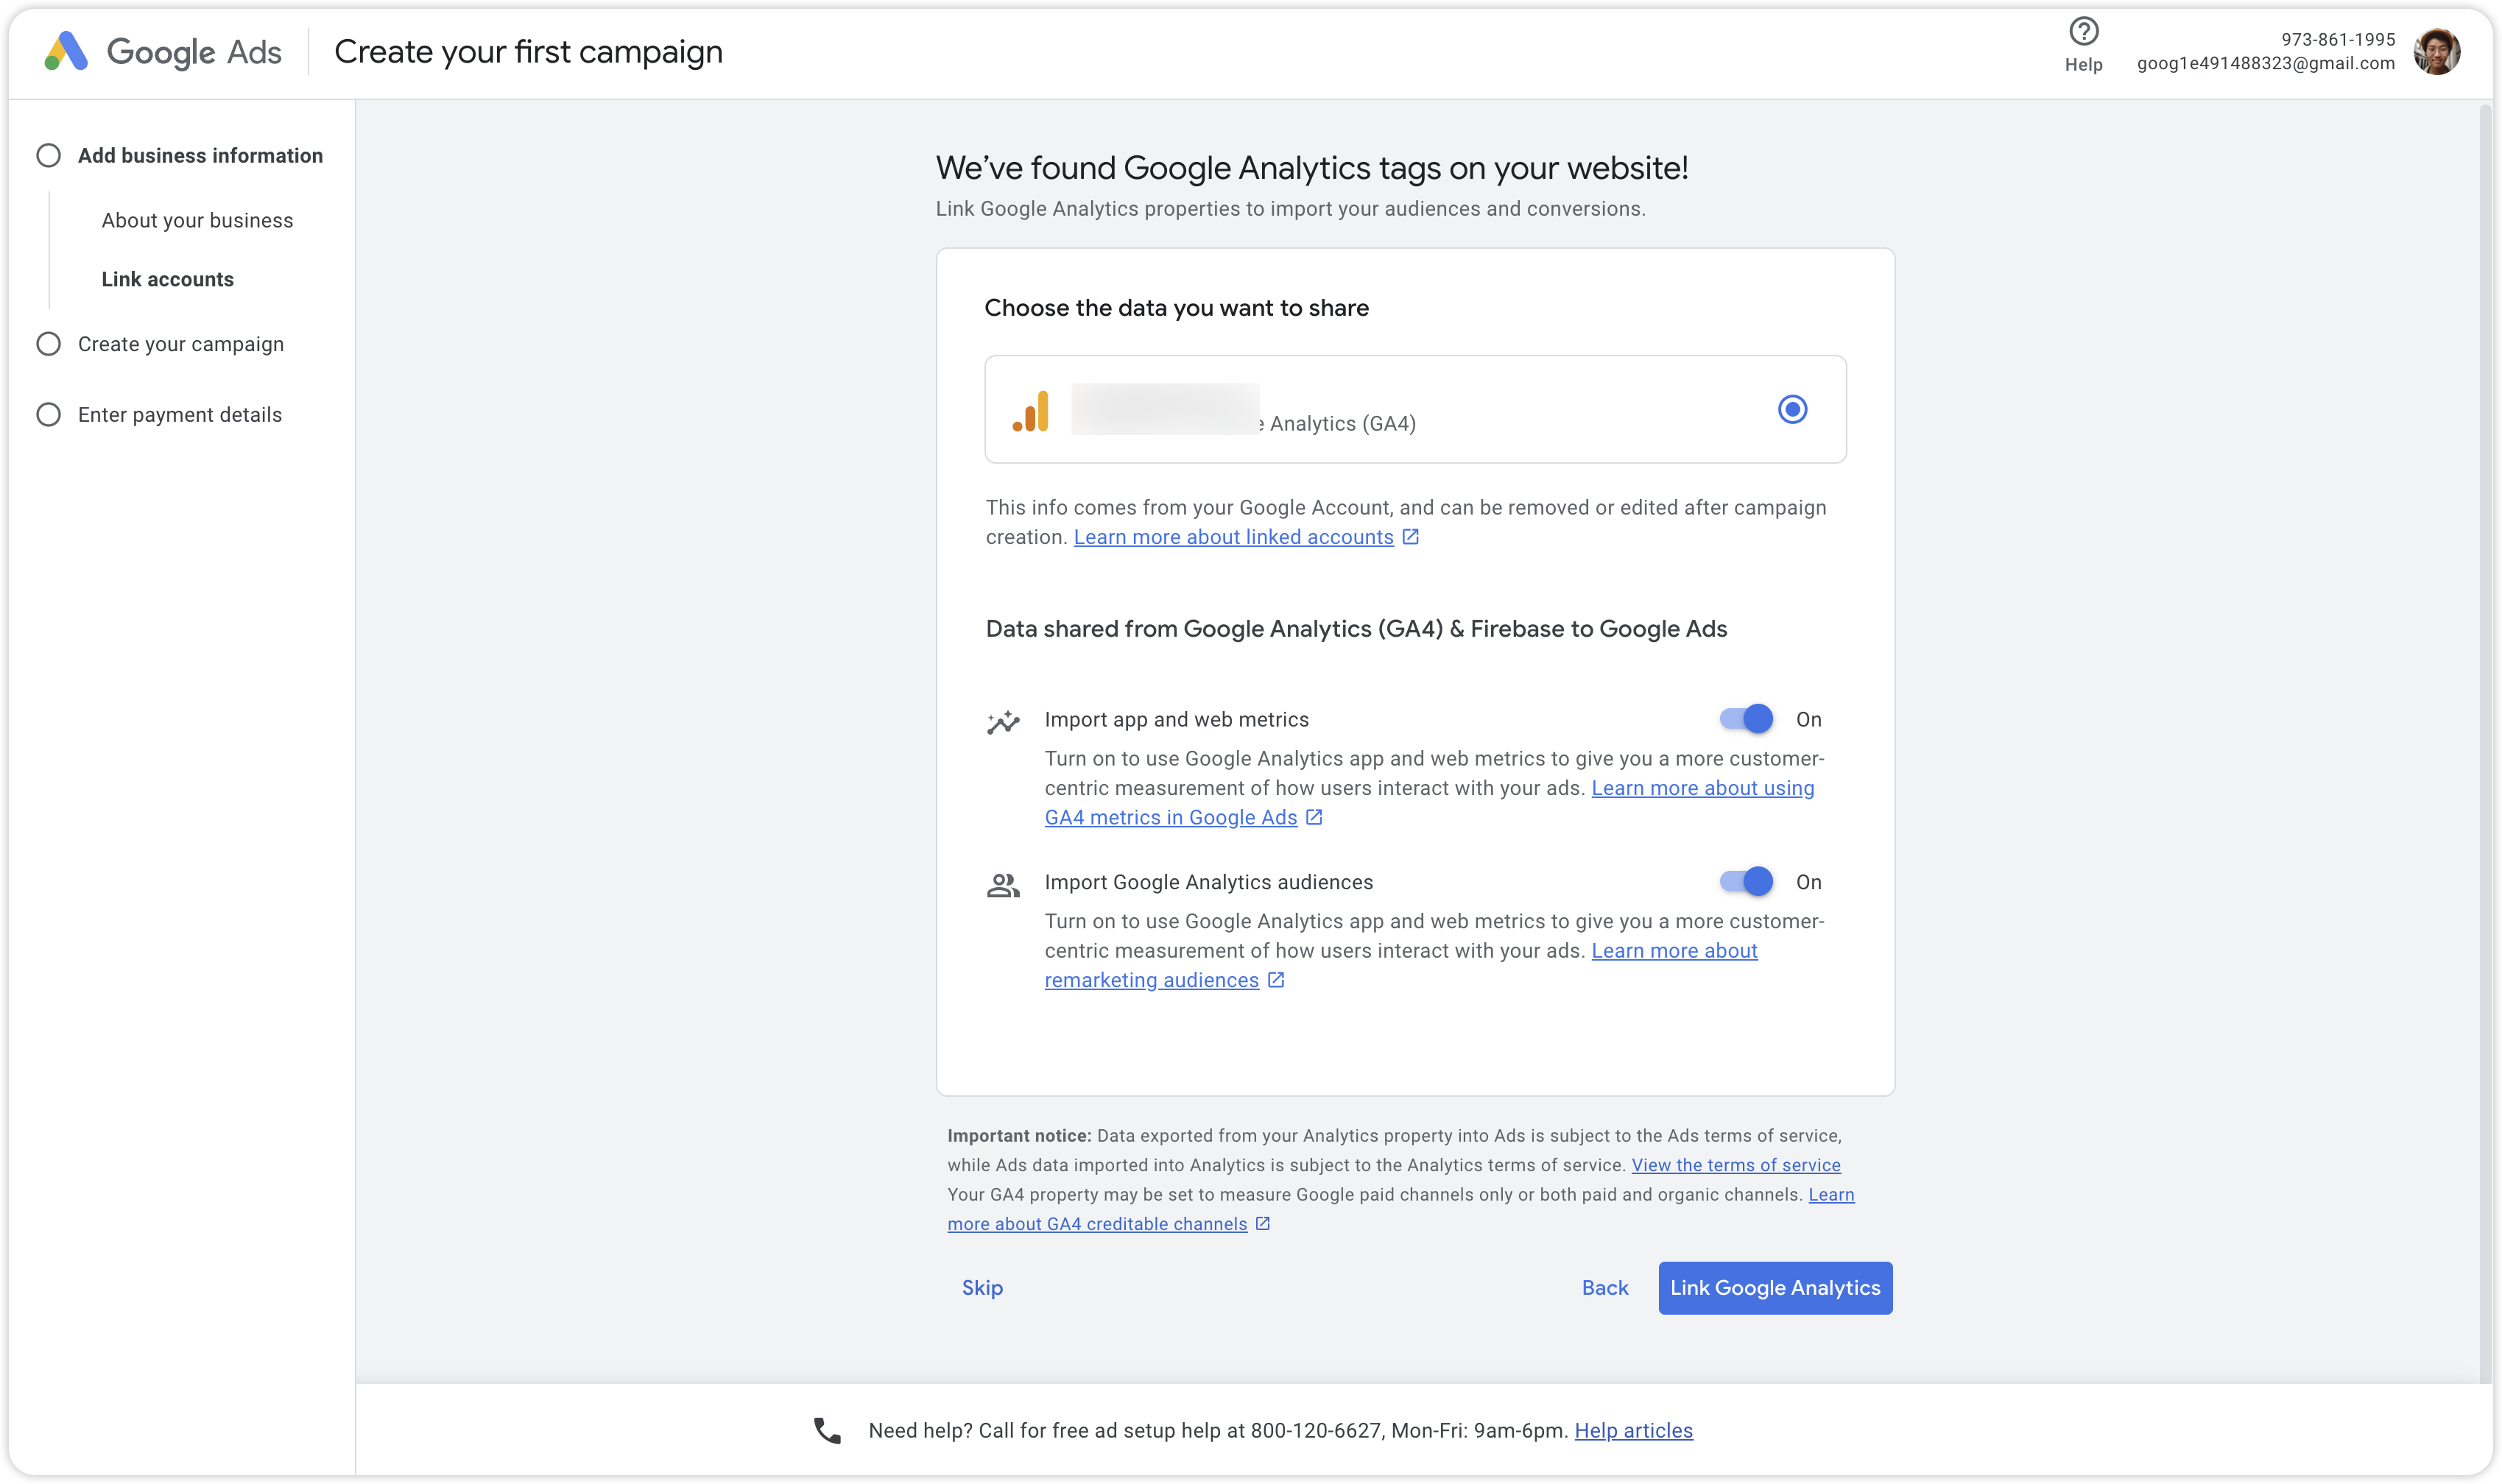 Google Ads
Create your first campaign
Help
973-861-1995
goog1e491488323@gmail.com
Add business information
About your business
Link accounts
Create your campaign
Enter payment details
We’ve found Google Analytics tags on your website!
Link Google Analytics properties to import your audiences and conversions.
Choose the data you want to share
Analytics (GA4)
This info comes from your Google Account, and can be removed or edited after campaign
creation. Learn more about linked accounts
Data shared from Google Analytics (GA4) & Firebase to Google Ads
Import app and web metrics
On
Turn on to use Google Analytics app and web metrics to give you a more customer-
centric measurement of how users interact with your ads. Learn more about using
GA4 metrics in Google Ads
Import Google Analytics audiences
On
Turn on to use Google Analytics app and web metrics to give you a more customer-
centric measurement of how users interact with your ads. Learn more about
remarketing audiences
Important notice: Data exported from your Analytics property into Ads is subject to the Ads terms of service,
while Ads data imported into Analytics is subject to the Analytics terms of service. View the terms of service
Your GA4 property may be set to measure Google paid channels only or both paid and organic channels. Learn
more about GA4 creditable channels
Skip
Back
Link Google Analytics
Need help? Call for free ad setup help at 800-120-6627, Mon-Fri: 9am-6pm. Help articles